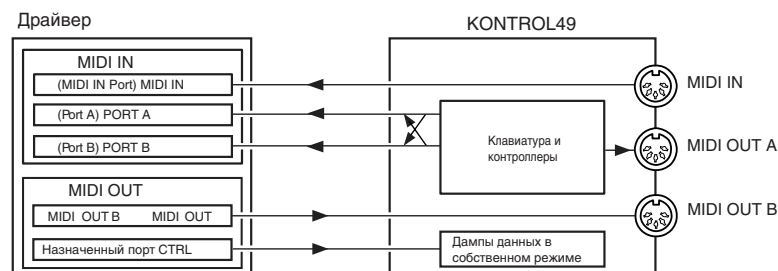 Драйвер
KONTROL49
MIDI IN
(MIDI IN Port) MIDI IN
(Port A) PORT A
(Port B) PORT B
MIDI OUT
MIDI OUT B MIDI OUT
Назначенный порт CTRL
Клавиатура и
контроллеры
Дампы данных в
собственном режиме
MIDI IN
MIDI OUT A
MIDI OUT B